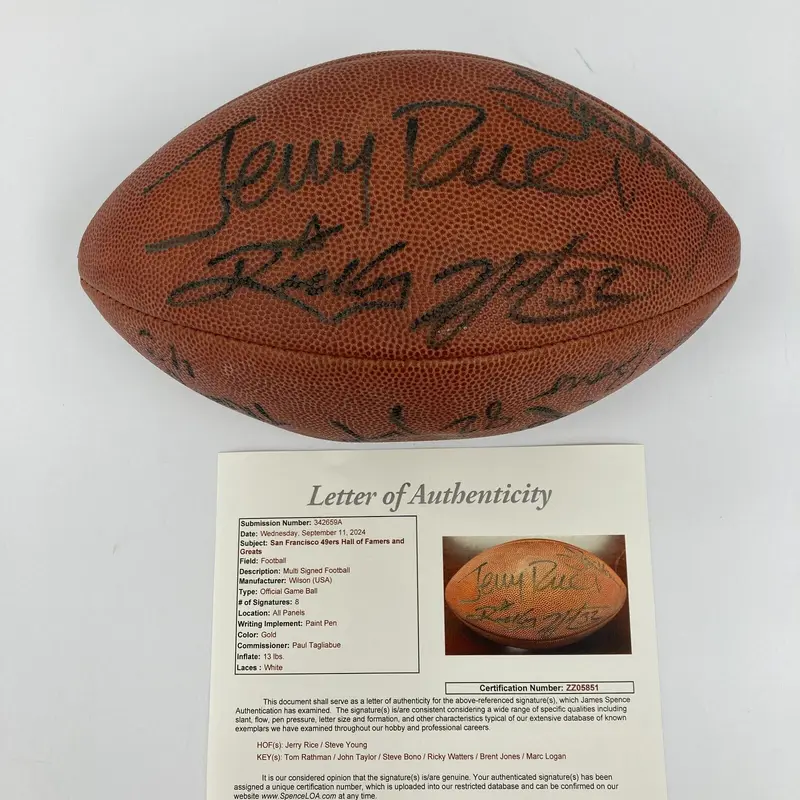 Jerry Rice
Ricky W 32
Letter of Authenticity
Submission Number: 342659A
Date: Wednesday, September 11, 2024
Subject: San Francisco 49ers Hall of Famers and
Greats
Field: Football
Description: Multi Signed Football
Manufacturer: Wilson (USA)
Type: Official Game Ball
# of Signatures: 8
Location: All Panels
Writing Implement: Paint Pen
Color: Gold
Commissioner: Paul Tagliabue
Inflate: 13 lbs.
Laces : White
Jerry Rice
Ricky 32
Certification Number: ZZ05851
This document shall serve as a letter of authenticity for the above-referenced signature(s), which James Spence
Authentication has examined. The signature(s) is/are consistent considering a wide range of specific qualities including
slant, flow, pen pressure, letter size and formation, and other characteristics typical of our extensive database of known
exemplars we have examined throughout our hobby and professional careers.
HOF(s): Jerry Rice / Steve Young
KEY(s): Tom Rathman / John Taylor / Steve Bono / Ricky Watters / Brent Jones / Marc Logan
It is our considered opinion that the signature(s) is/are genuine. Your authenticated signature(s) has been
assigned a unique certification number, which is uploaded into our restricted database and can be confirmed on our
website www.SpenceLOA.com at any time.